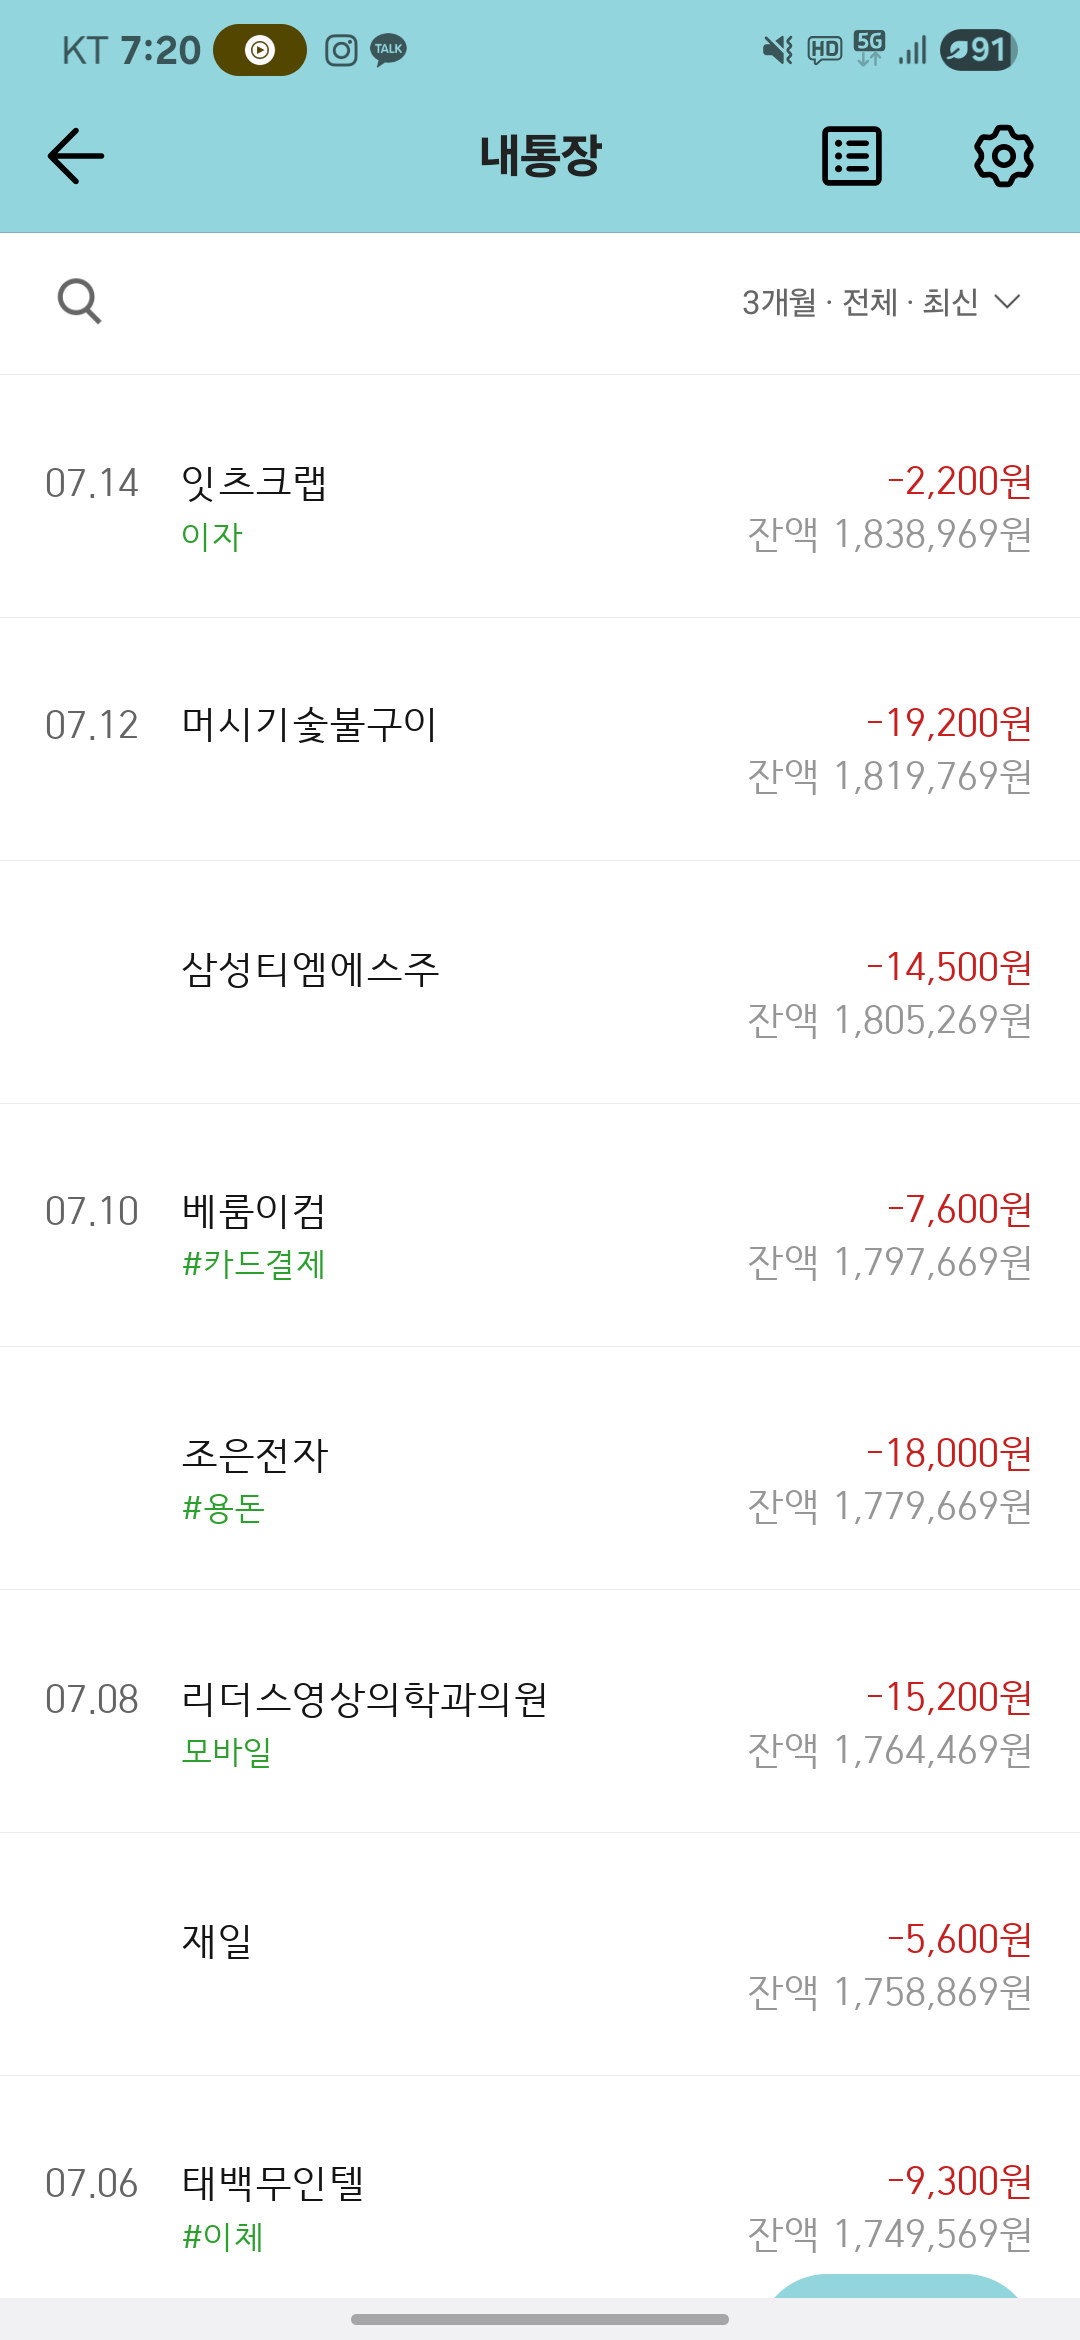 KT 7:20 TALK HD 5G 91
내통장
3개월 · 전체 · 최신
07.14 잇츠크랩 -2,200원
이자 잔액 1,838,969원
07.12 머시기숯불구이 -19,200원
잔액 1,819,769원
삼성티엠에스주 -14,500원
잔액 1,805,269원
07.10 베룸이컴 -7,600원
#카드결제 잔액 1,797,669원
조은전자 -18,000원
#용돈 잔액 1,779,669원
07.08 리더스영상의학과의원 -15,200원
모바일 잔액 1,764,469원
재일 -5,600원
잔액 1,758,869원
07.06 태백무인텔 -9,300원
#이체 잔액 1,749,569원